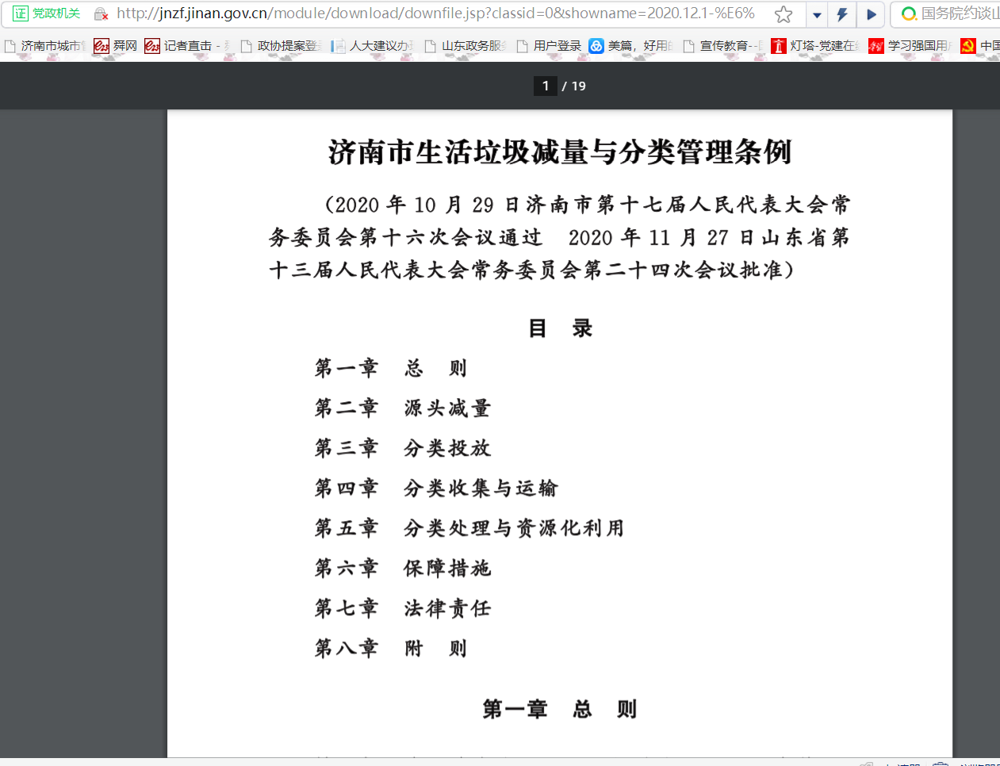 证 党政机关 http://jnzf.jinan.gov.cn/module/download/downfile.jsp?classid=0&showname=2020.12.1-%E6% 国务院约谈
济南市城市 舜网 记者直击 - 政协提案登 人大建议办 山东政务服 用户登录 美篇，好用 宣传教育-- 灯塔-党建在 学习强国用 中国
1 / 19
济南市生活垃圾减量与分类管理条例
（2020 年 10 月 29 日济南市第十七届人民代表大会常
务委员会第十六次会议通过 2020 年 11 月 27 日山东省第
十三届人民代表大会常务委员会第二十四次会议批准）
目 录
第一章 总 则
第二章 源头减量
第三章 分类投放
第四章 分类收集与运输
第五章 分类处理与资源化利用
第六章 保障措施
第七章 法律责任
第八章 附 则
第一章 总 则